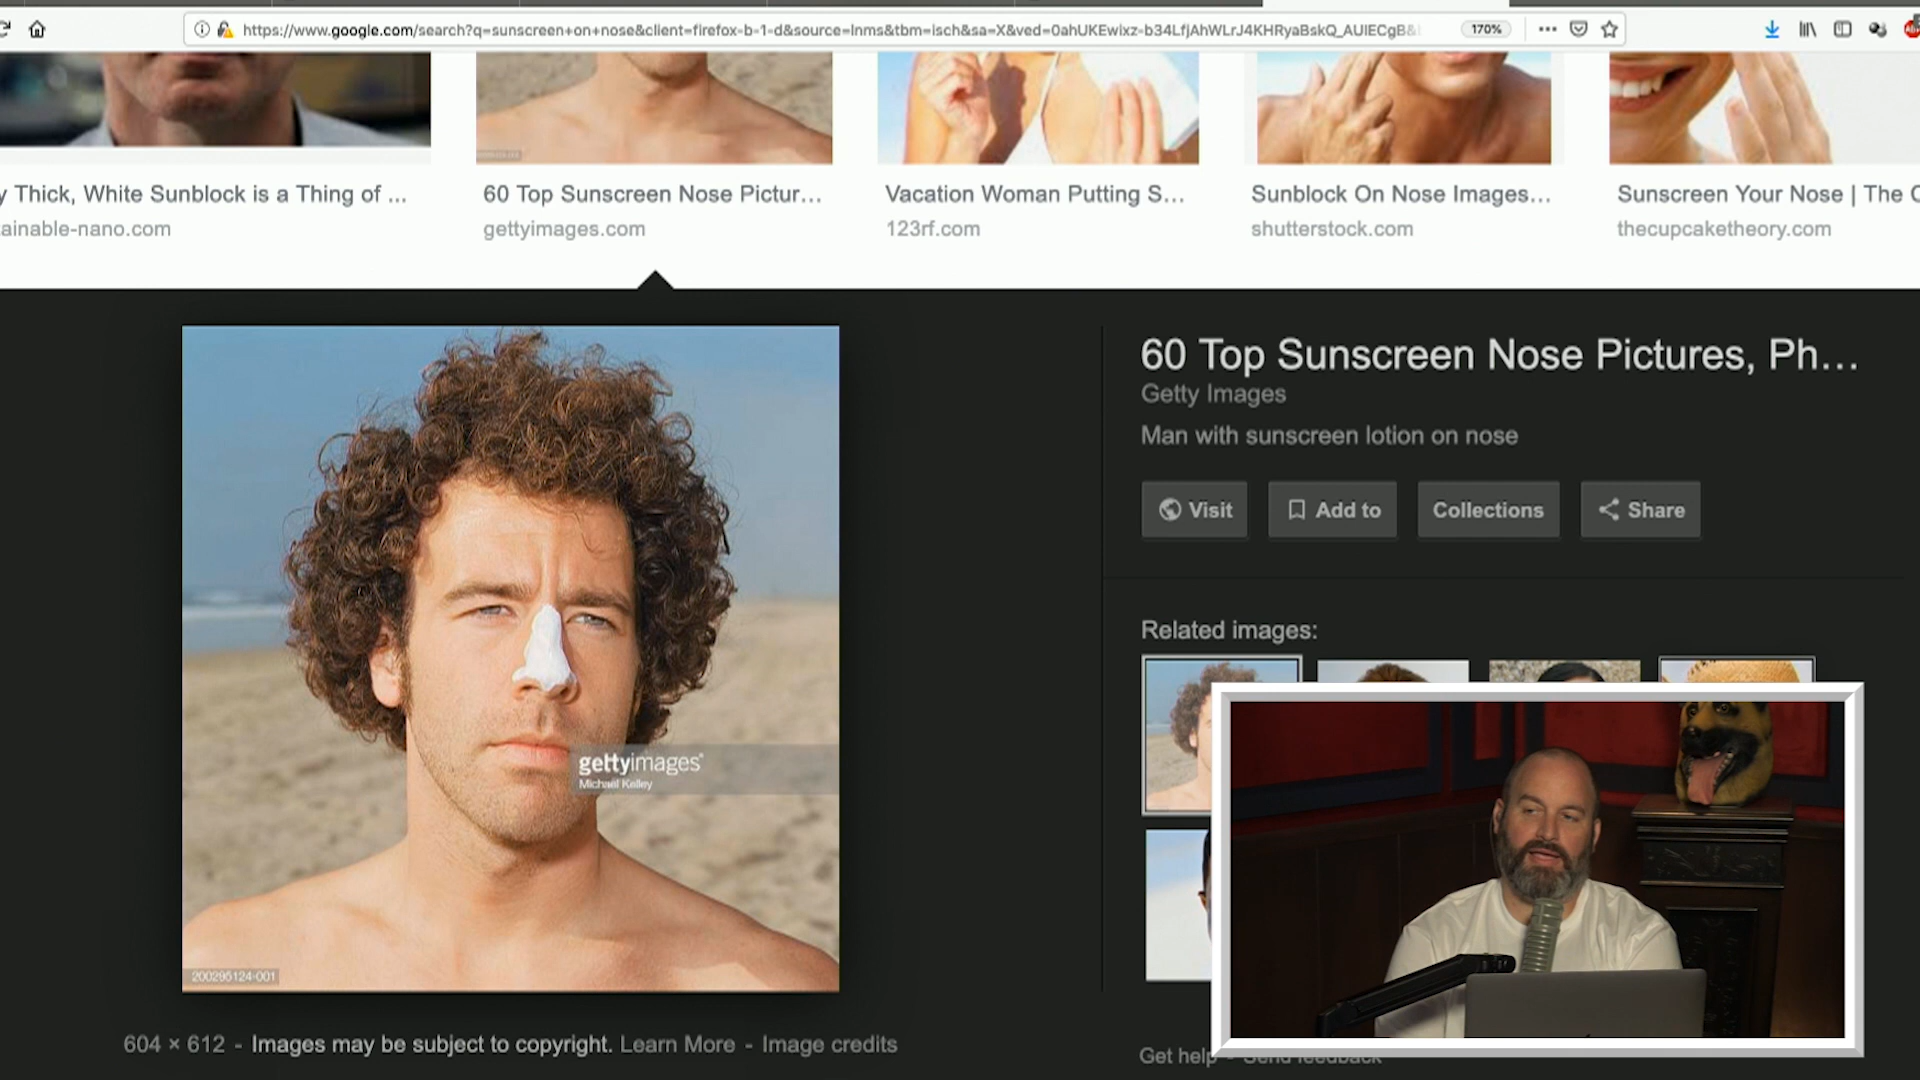 https://www.google.com/search?q=sunscreen+on+nose&client=firefox-b-1-d&source=lnms&tbm=isch&sa=X&ved=0ahUKEwixz-b34LfjAhWLrJ4KHRyaBskQ_AUIECgB&
170%
y Thick, White Sunblock is a Thing of ...
ainable-nano.com
60 Top Sunscreen Nose Pictur...
gettyimages.com
Vacation Woman Putting S...
123rf.com
Sunblock On Nose Images...
shutterstock.com
Sunscreen Your Nose | The C
thecupcaketheory.com
60 Top Sunscreen Nose Pictures, Ph...
Getty Images
Man with sunscreen lotion on nose
Visit
Add to
Collections
Share
Related images:
gettyimages®
Michael Kelley
200295124-001
604 × 612 - Images may be subject to copyright. Learn More - Image credits
Get help - Send feedback